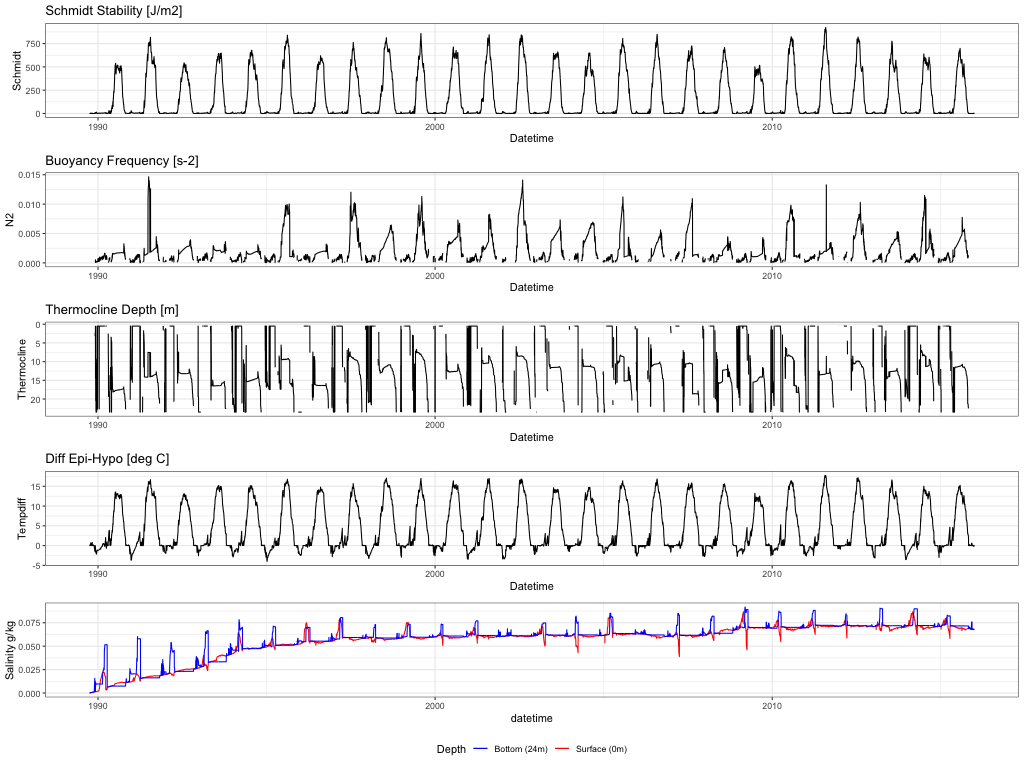 Schmidt Stability [J/m2]
Schmidt
750
500
250
0
1990
2000
2010
Datetime
Buoyancy Frequency [s-2]
N2
0.015
0.010
0.005
0.000
1990
2000
2010
Datetime
Thermocline Depth [m]
Thermocline
0
5
10
15
20
1990
2000
2010
Datetime
Diff Epi-Hypo [deg C]
Tempdiff
15
10
5
0
-5
1990
2000
2010
Datetime
Salinity g/kg
0.075
0.050
0.025
0.000
1990
2000
2010
datetime
Depth Bottom (24m) Surface (0m)